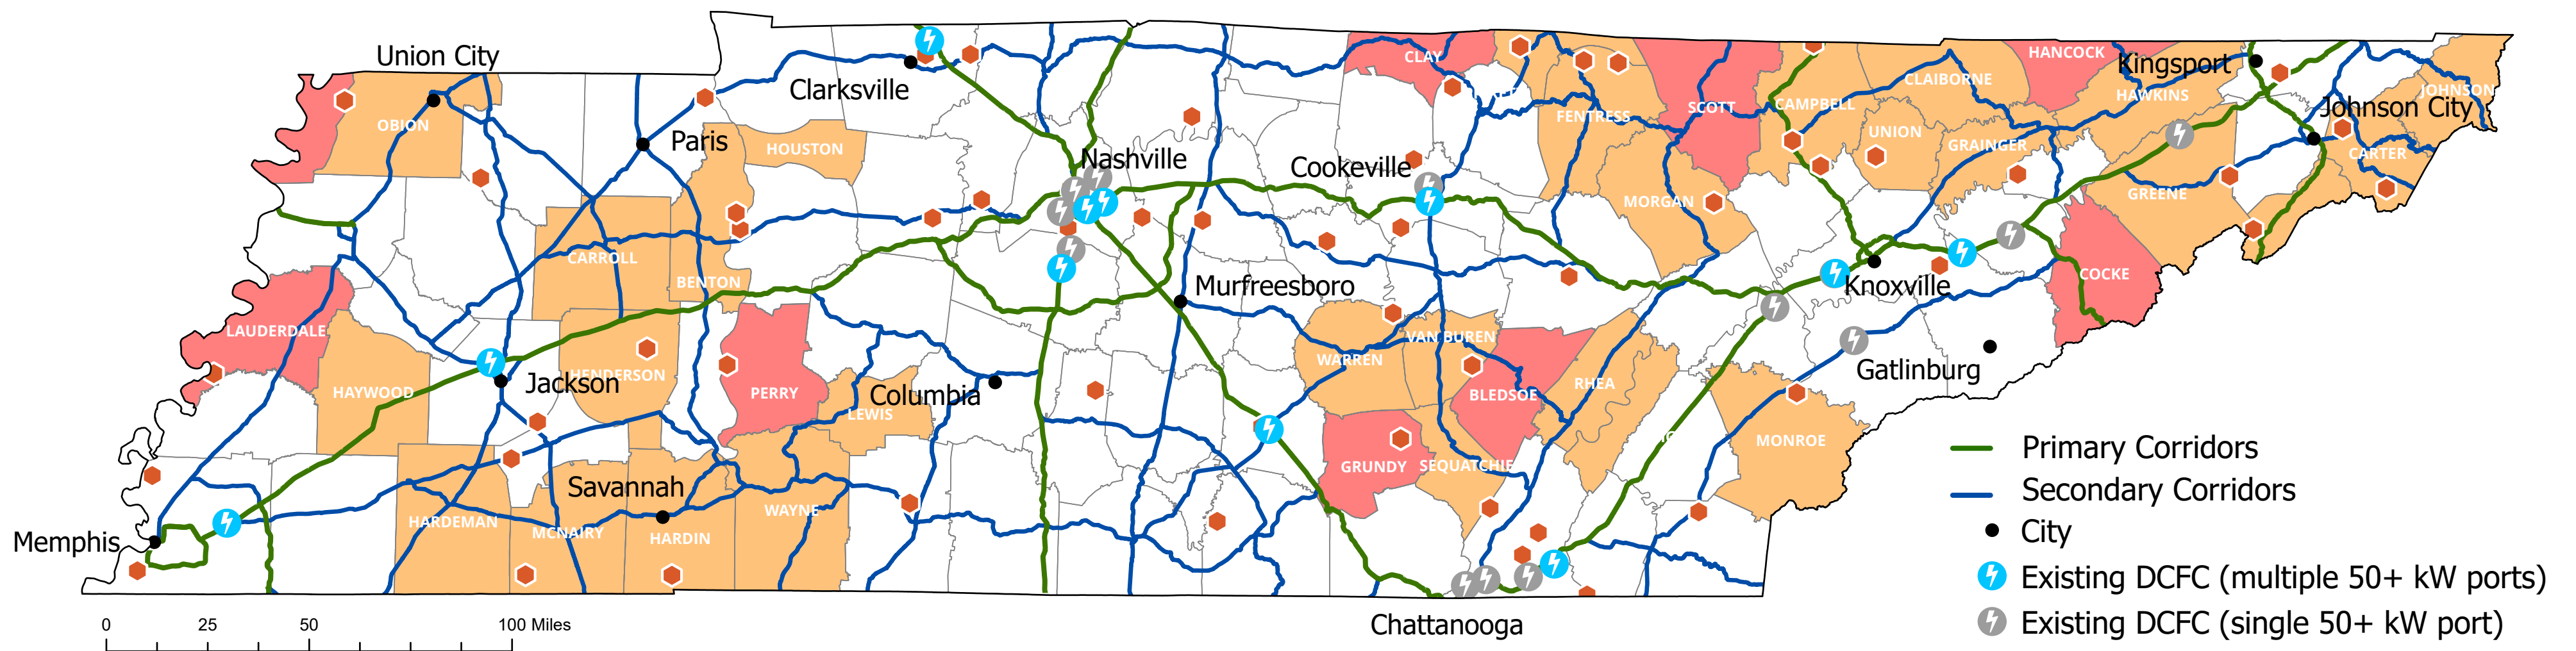 Union City
Clarksville
Paris
Nashville
Cookeville
Kingsport
Johnson City
CLAY
HANCOCK
OBION
HOUSTON
FENTRESS
SCOTT
CAMPBELL
CLAIBORNE
HAWKINS
JOHNSON
UNION
GRAINGER
CARTER
MORGAN
GREENE
CARROLL
BENTON
COCKE
Murfreesboro
Knoxville
LAUDERDALE
HAYWOOD
Jackson
HENDERSON
PERRY
LEWIS
Columbia
WARREN
VAN BUREN
BLEDSOE
RHEA
Gatlinburg
MONROE
GRUNDY
SEQUATCHIE
Savannah
HARDEMAN
MCNAIRY
HARDIN
WAYNE
Memphis
Chattanooga
Primary Corridors
Secondary Corridors
City
Existing DCFC (multiple 50+ kW ports)
Existing DCFC (single 50+ kW port)
0 25 50 100 Miles